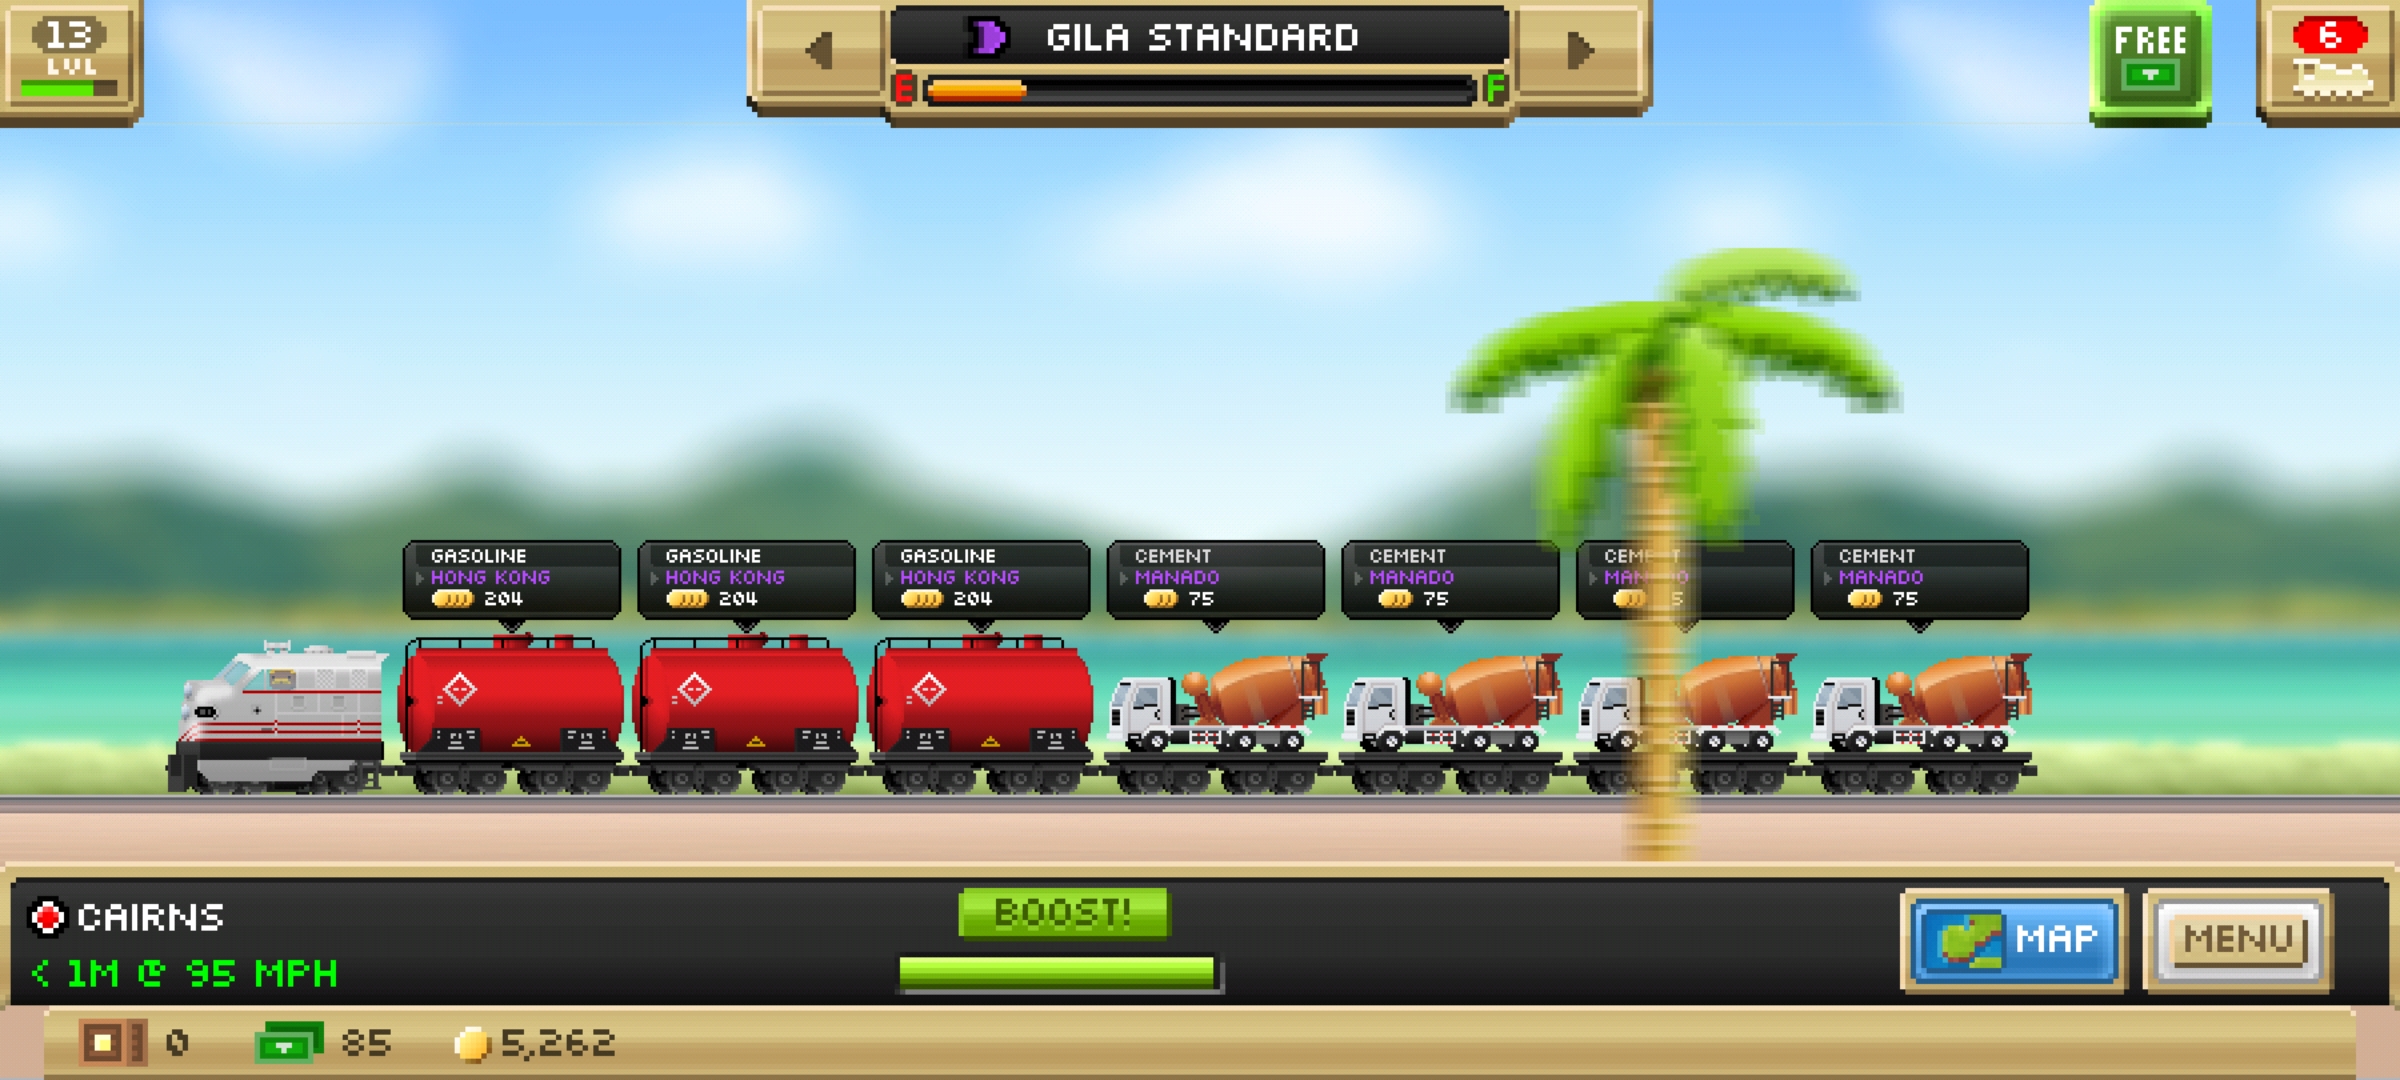 13
LVL
GILA STANDARD
E F
FREE
6
GASOLINE
HONG KONG
204
GASOLINE
HONG KONG
204
GASOLINE
HONG KONG
204
CEMENT
MANADO
75
CEMENT
MANADO
75
5
CEMENT
MANADO
75
CAIRNS
< 1M @ 95 MPH
BOOST!
MAP
MENU
0
85
5,262